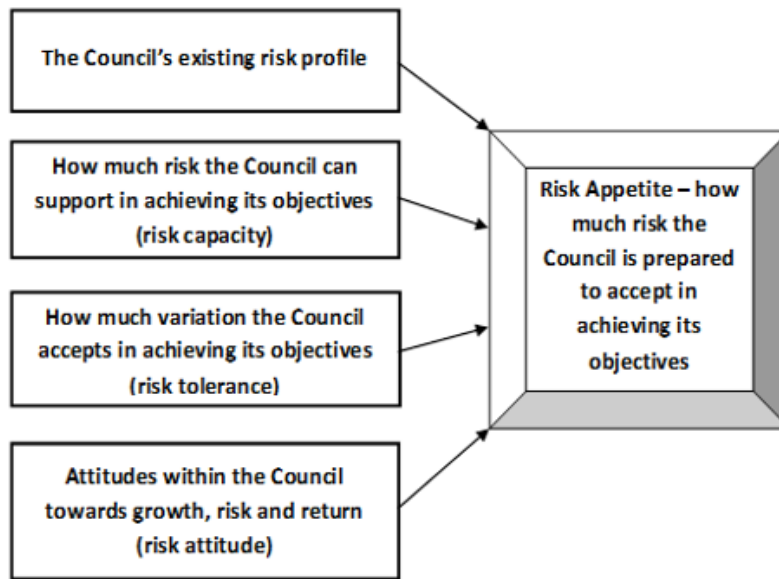 The Council’s existing risk profile
How much risk the Council can
support in achieving its objectives
(risk capacity)
How much variation the Council
accepts in achieving its objectives
(risk tolerance)
Attitudes within the Council
towards growth, risk and return
(risk attitude)
Risk Appetite – how
much risk the
Council is prepared
to accept in
achieving its
objectives